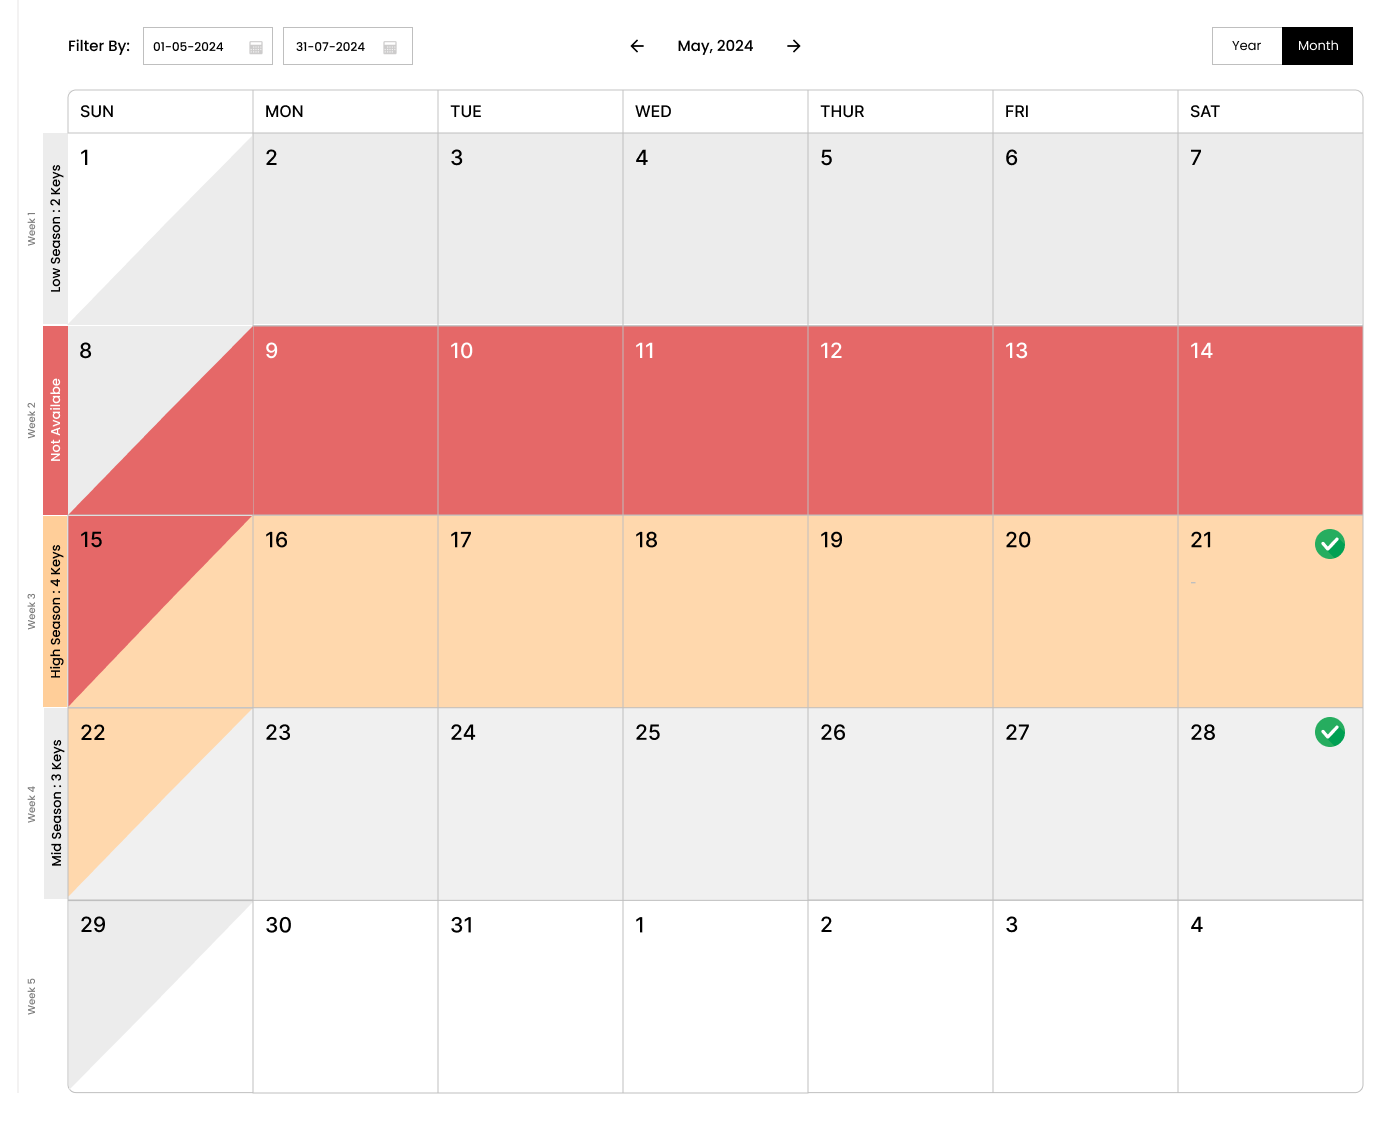 Filter By: 01-05-2024 31-07-2024 May, 2024 Year Month
SUN MON TUE WED THUR FRI SAT
Week 1
Low Season : 2 Keys
1 2 3 4 5 6 7
Week 2
Not Availabe
8 9 10 11 12 13 14
Week 3
High Season : 4 Keys
15 16 17 18 19 20 21
-
Week 4
Mid Season : 3 Keys
22 23 24 25 26 27 28
Week 5
29 30 31 1 2 3 4